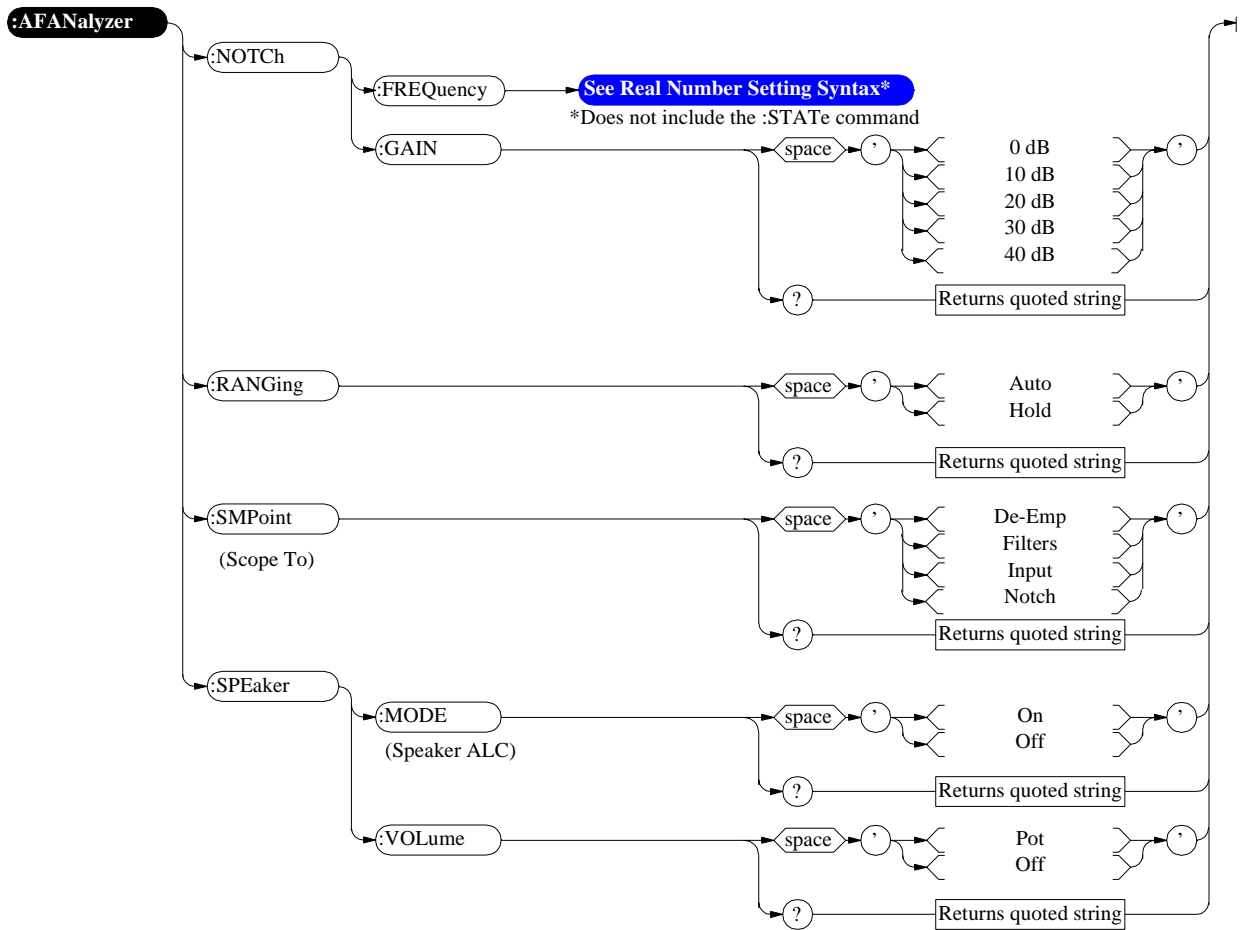 :AFANalyzer
:NOTCh
:FREQuency
See Real Number Setting Syntax*
*Does not include the :STATe command
:GAIN
space
’
0 dB
’
10 dB
20 dB
30 dB
40 dB
?
Returns quoted string
:RANGing
space
’
Auto
’
Hold
?
Returns quoted string
:SMPoint
space
’
De-Emp
’
(Scope To)
Filters
Input
Notch
?
Returns quoted string
:SPEaker
:MODE
space
’
On
’
(Speaker ALC)
Off
?
Returns quoted string
:VOLume
space
’
Pot
’
Off
?
Returns quoted string